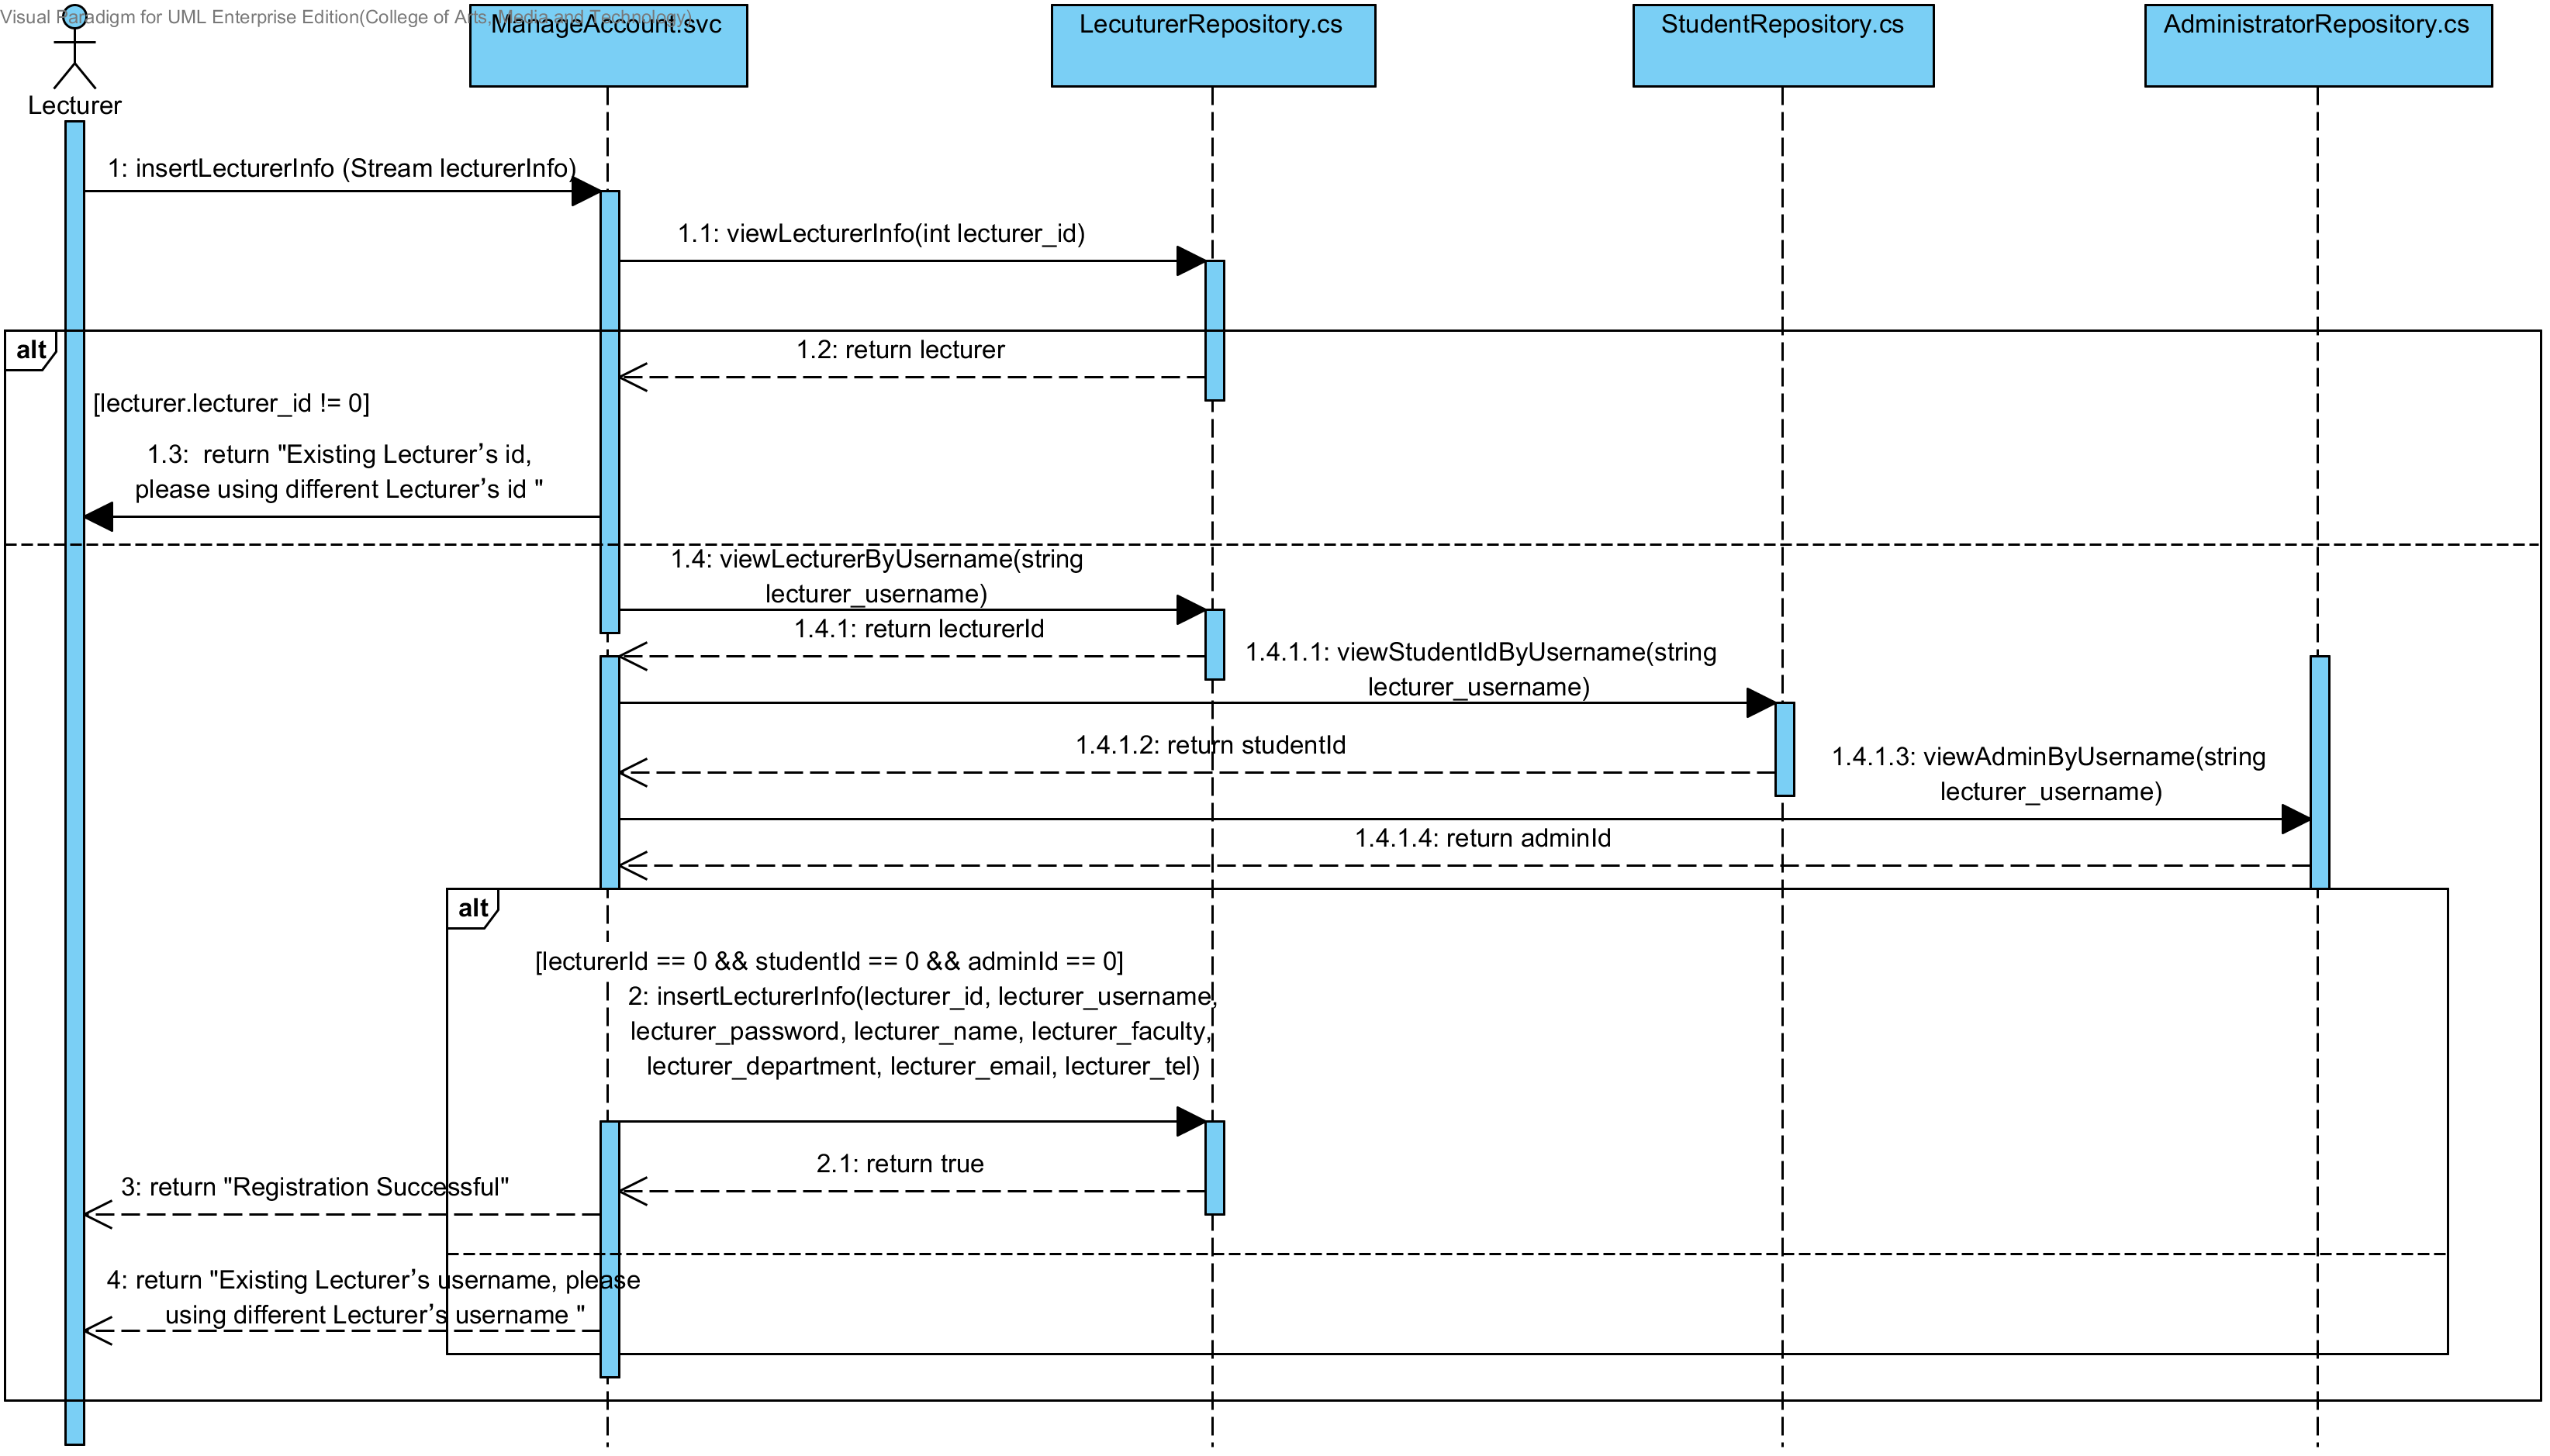 Visual Paradigm for UML Enterprise Edition(College of Arts, Media and Technology)
ManageAccount.svc
LecuturerRepository.cs
StudentRepository.cs
AdministratorRepository.cs
Lecturer
1: insertLecturerInfo (Stream lecturerInfo)
1.1: viewLecturerInfo(int lecturer_id)
alt
1.2: return lecturer
[lecturer.lecturer_id != 0]
1.3:  return "Existing Lecturer’s id,
please using different Lecturer’s id "
1.4: viewLecturerByUsername(string
lecturer_username)
1.4.1: return lecturerId
1.4.1.1: viewStudentIdByUsername(string
lecturer_username)
1.4.1.2: return studentId
1.4.1.3: viewAdminByUsername(string
lecturer_username)
1.4.1.4: return adminId
alt
[lecturerId == 0 && studentId == 0 && adminId == 0]
2: insertLecturerInfo(lecturer_id, lecturer_username,
lecturer_password, lecturer_name, lecturer_faculty,
lecturer_department, lecturer_email, lecturer_tel)
2.1: return true
3: return "Registration Successful"
4: return "Existing Lecturer’s username, please
using different Lecturer’s username "